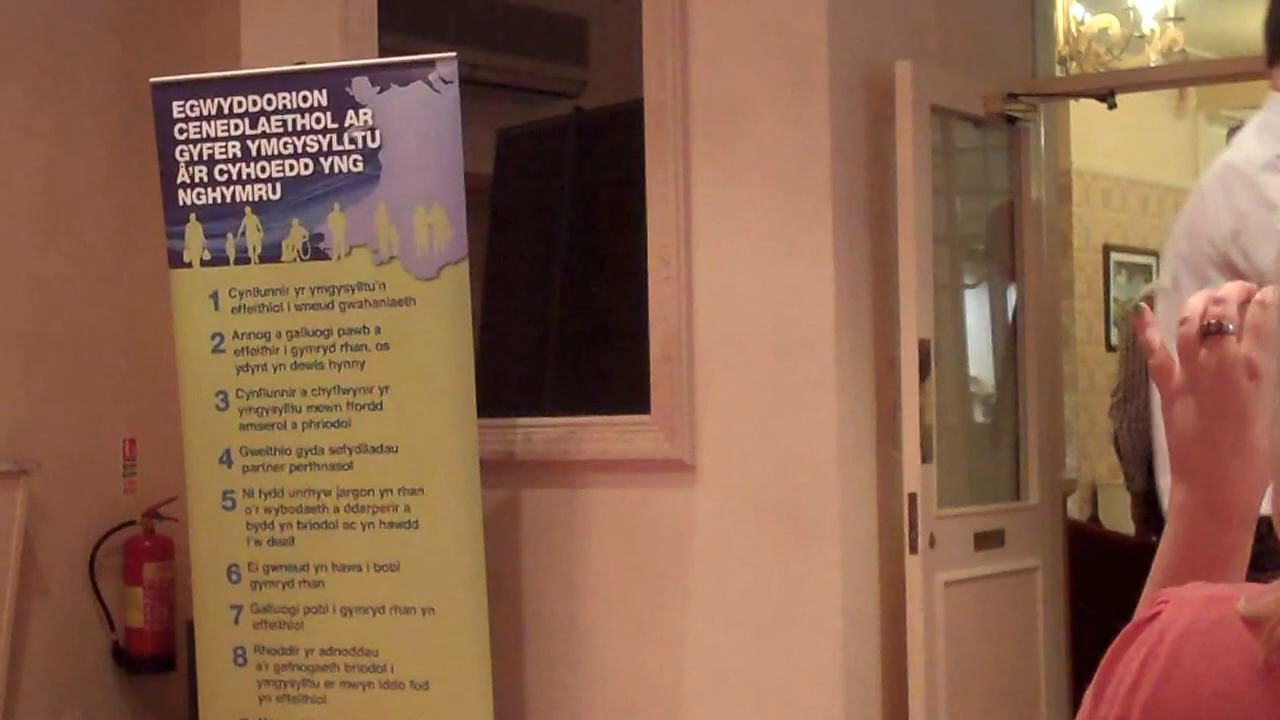 EGWYDDORION
CENEDLAETHOL AR
GYFER YMGYSYLLTU
Â'R CYHOEDD YNG
NGHYMRU
1 Cynllunnir yr ymgysylltu'n
effeithiol i wneud gwahaniaeth
2 Annog a galluogi pawb a
effeithir i gymryd rhan, os
ydynt yn dewis hynny
3 Cynllunnir a chyflwynir yr
ymgysylltu mewn ffordd
amserol a phriodol
4 Gweithio gyda sefydliadau
partner perthnasol
5 Ni fydd unrhyw jargon yn rhan
o'r wybodaeth a ddarperir a
bydd yn briodol ac yn hawdd
i'w deall
6 Ei gwneud yn haws i bobl
gymryd rhan
7 Galluogi pobl i gymryd rhan yn
effeithiol
8 Rhoddir yr adnoddau
a'r gefnogaeth briodol i
ymgysylltu er mwyn iddo fod
yn effeithiol